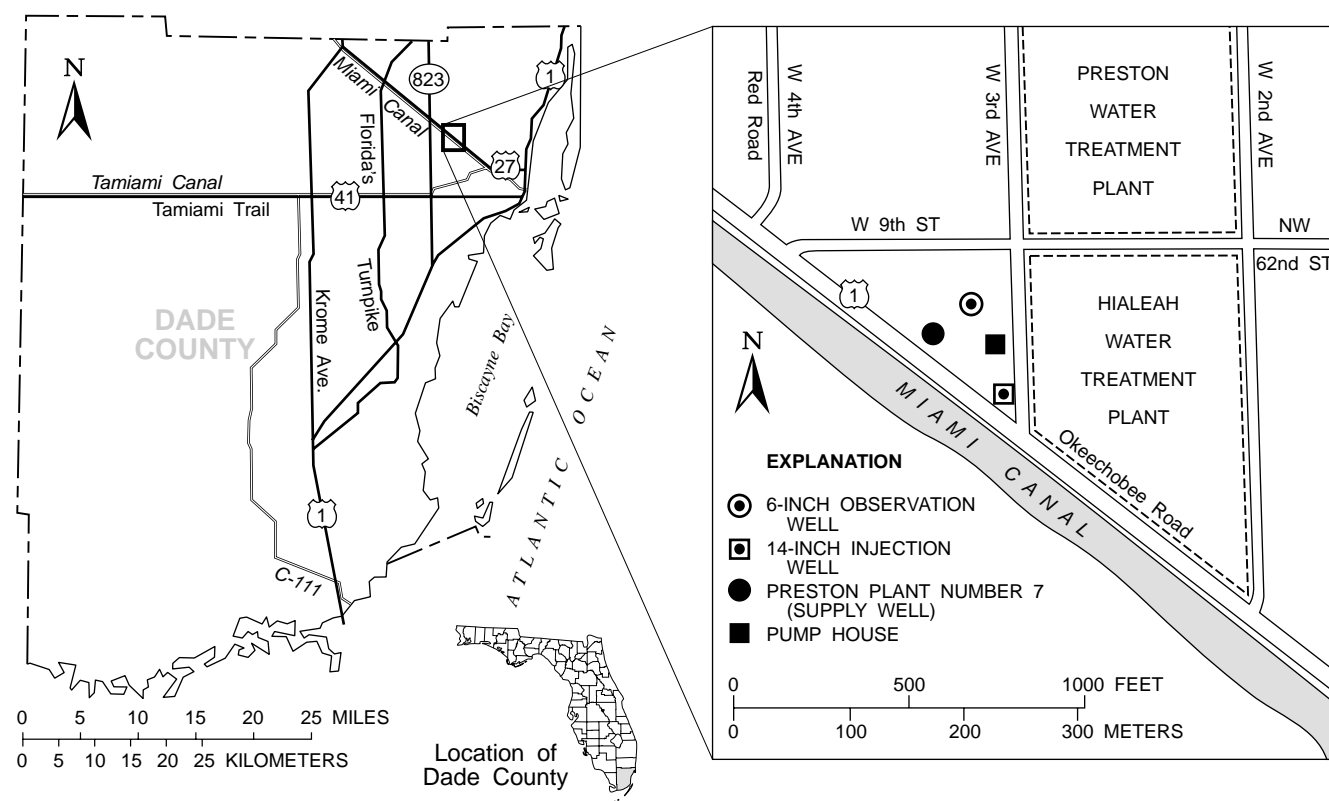 N
Miami Canal
823
1
Florida's
Turnpike
27
Tamiami Canal
41
Tamiami Trail
Krome Ave.
DADE
COUNTY
Biscayne Bay
ATLANTIC OCEAN
1
C-111
0 5 10 15 20 25 MILES
0 5 10 15 20 25 KILOMETERS
Location of
Dade County
Red Road
W 4th AVE
W 3rd AVE
W 2nd AVE
PRESTON
WATER
TREATMENT
PLANT
W 9th ST
NW
62nd ST
1
HIALEAH
WATER
TREATMENT
PLANT
N
MIAMI CANAL
Okeechobee Road
EXPLANATION
6-INCH OBSERVATION
WELL
14-INCH INJECTION
WELL
PRESTON PLANT NUMBER 7
(SUPPLY WELL)
PUMP HOUSE
0 500 1000 FEET
0 100 200 300 METERS